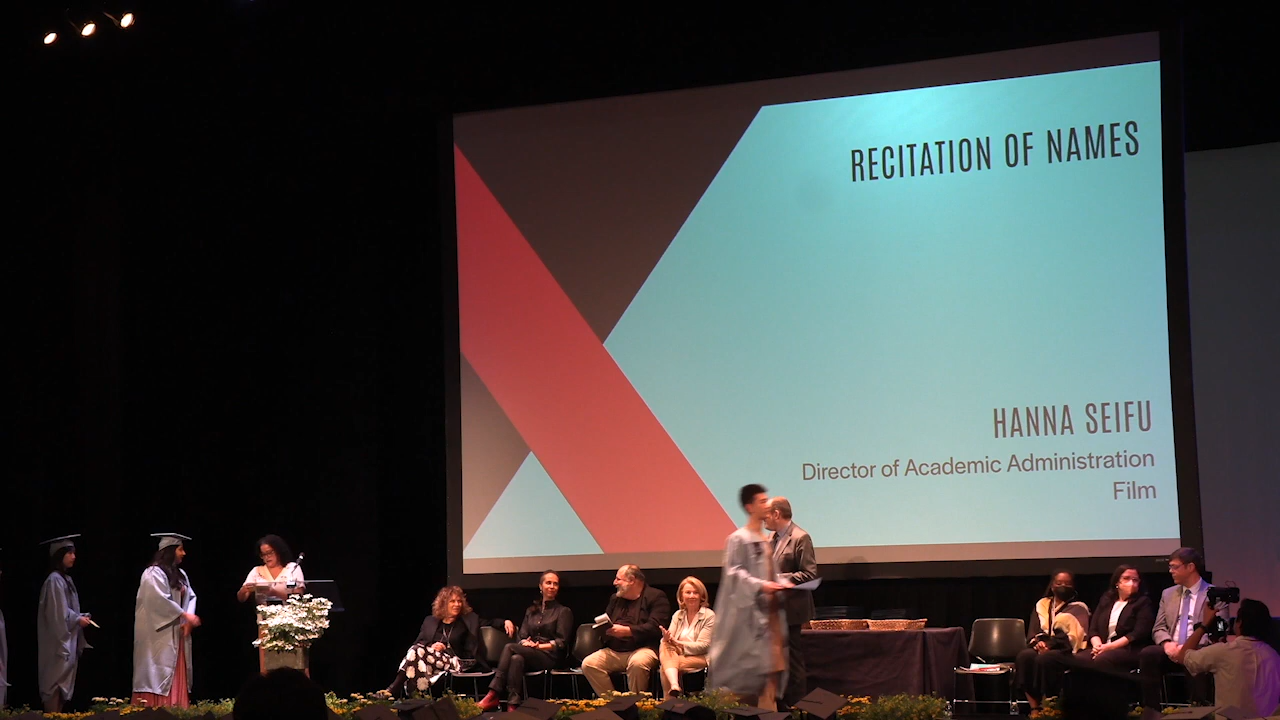 RECITATION OF NAMES
HANNA SEIFU
Director of Academic Administration
Film